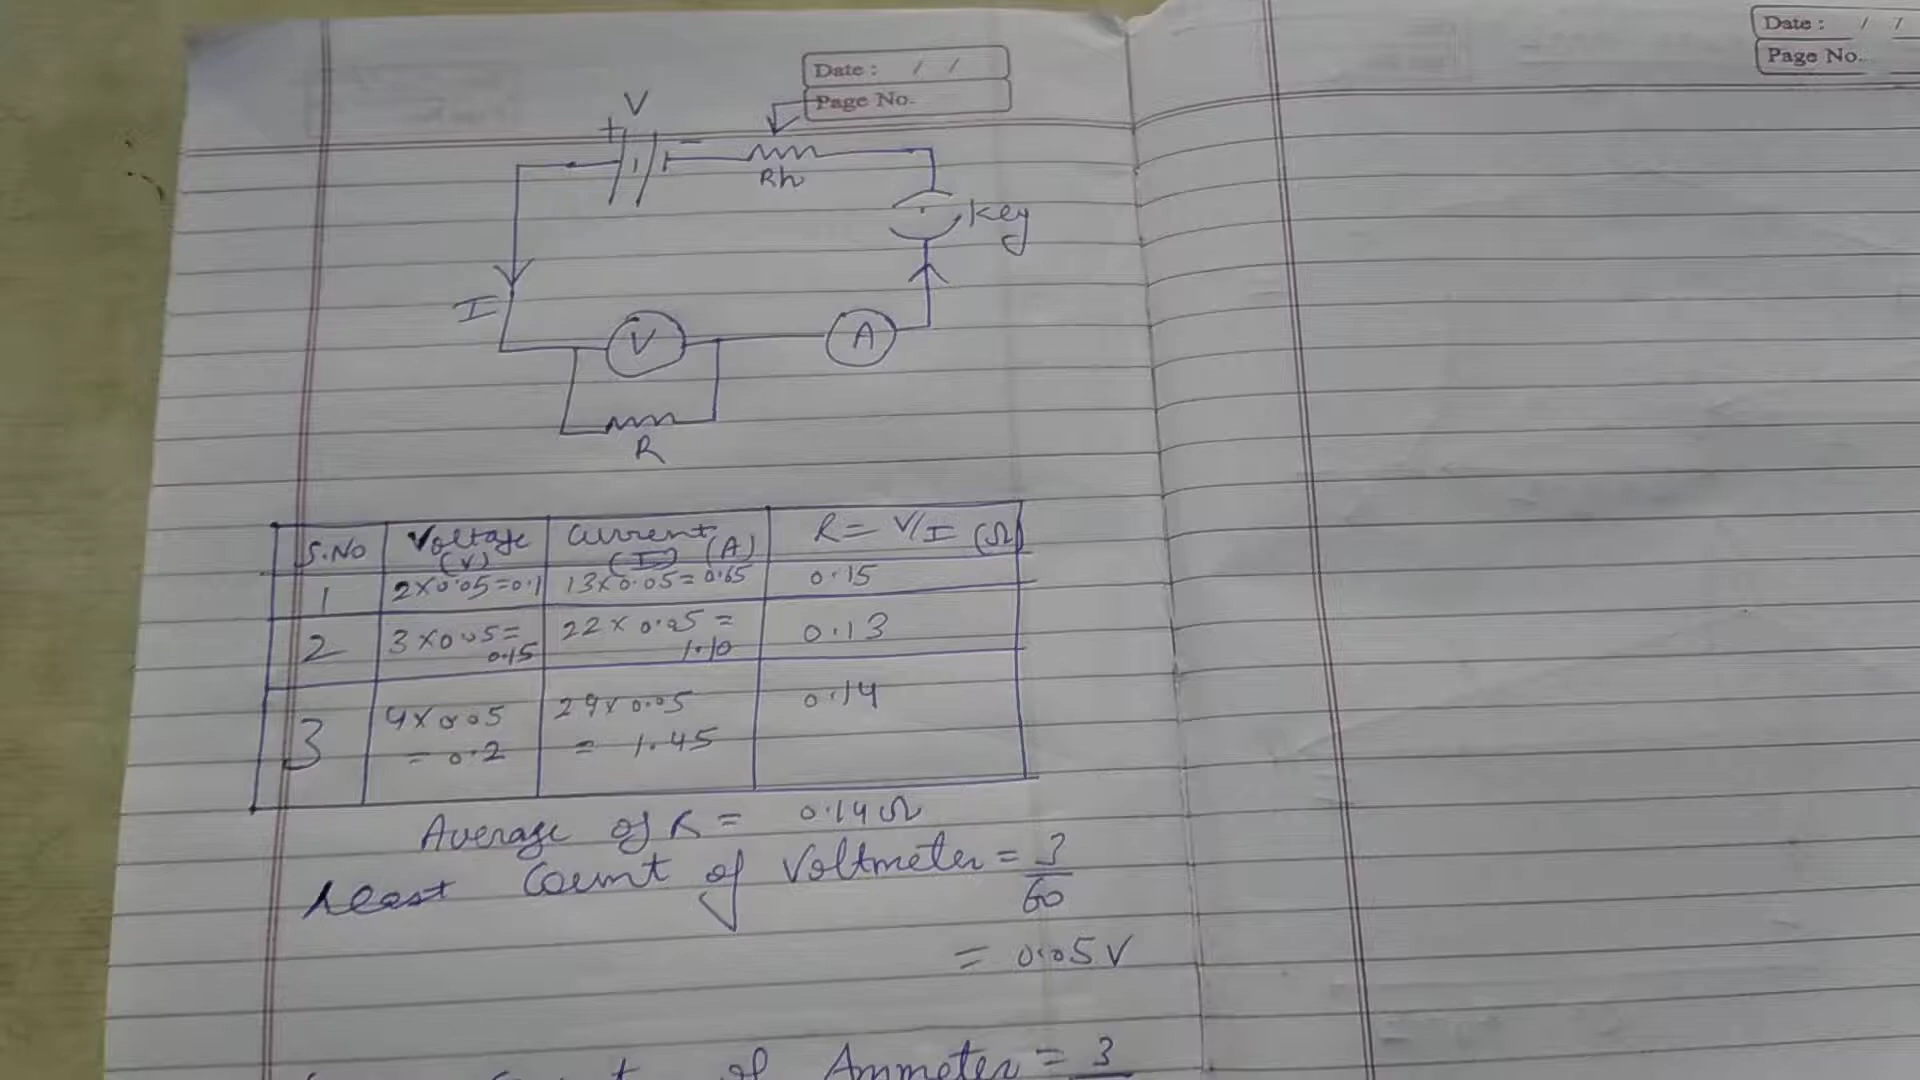 Date : / /
Page No.
Date : / /
Page No.
V
+ −
Rh
Key
I
V
A
R
S.No Voltage (V) Current (I) (A) R = V/I (Ω)
1 2×0.05=0.1 13×0.05=0.65 0.15
2 3×0.05= 0.15 22×0.05= 1.10 0.13
3 4×0.05 = 0.2 29×0.05 = 1.45 0.14
Average of R = 0.14Ω
Least Count of Voltmeter = 3/60
= 0.05 V
of Ammeter = 3